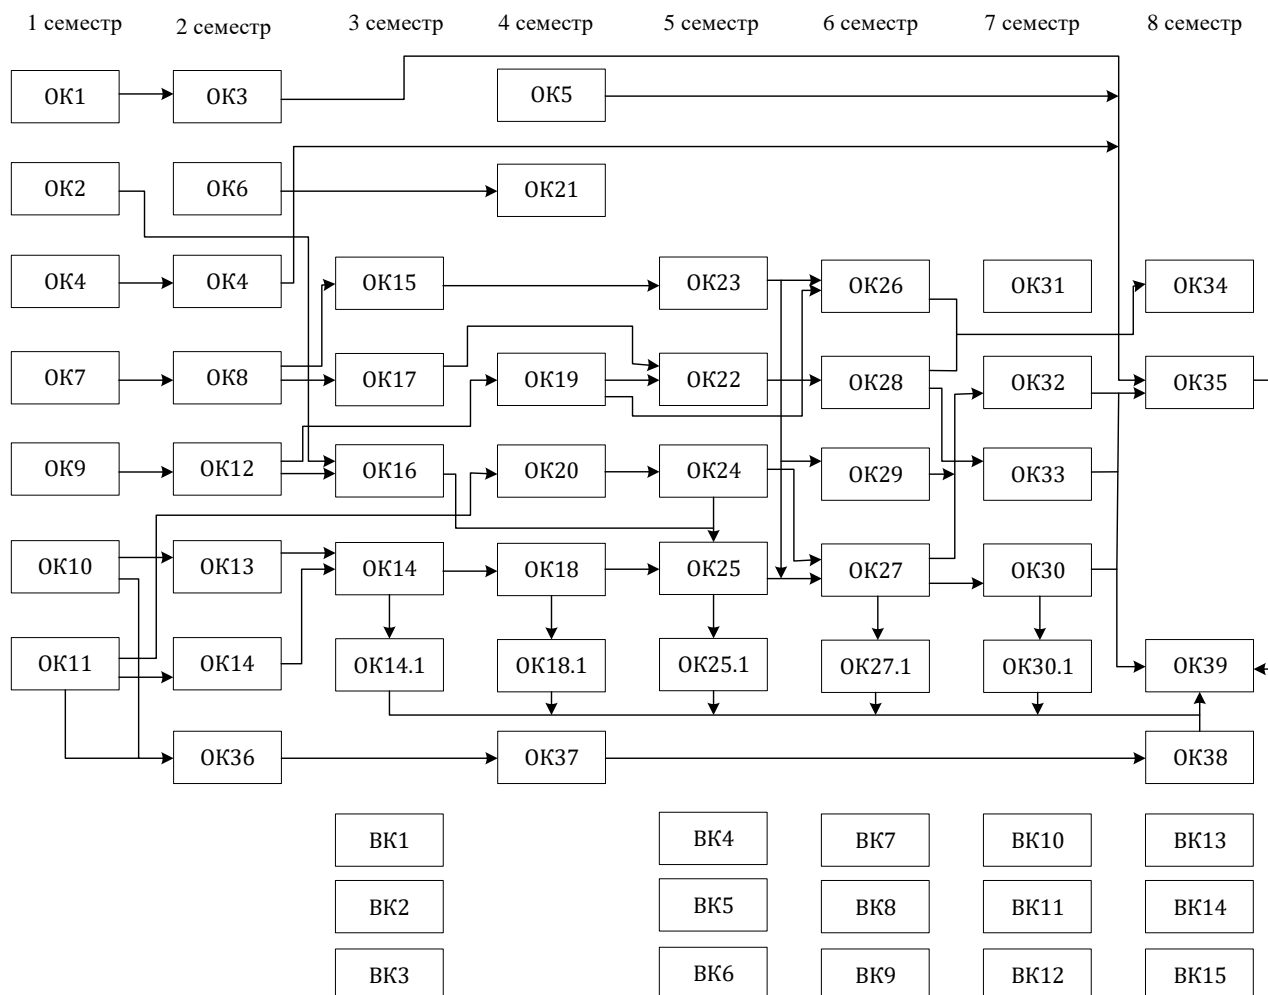 1 семестр 2 семестр 3 семестр 4 семестр 5 семестр 6 семестр 7 семестр 8 семестр
ОК1 ОК3 ОК5
ОК2 ОК6 ОК21
ОК4 ОК4 ОК15 ОК23 ОК26 ОК31 ОК34
ОК7 ОК8 ОК17 ОК19 ОК22 ОК28 ОК32 ОК35
ОК9 ОК12 ОК16 ОК20 ОК24 ОК29 ОК33
ОК10 ОК13 ОК14 ОК18 ОК25 ОК27 ОК30
ОК11 ОК14 ОК14.1 ОК18.1 ОК25.1 ОК27.1 ОК30.1 ОК39
ОК36 ОК37 ОК38
ВК1 ВК4 ВК7 ВК10 ВК13
ВК2 ВК5 ВК8 ВК11 ВК14
ВК3 ВК6 ВК9 ВК12 ВК15